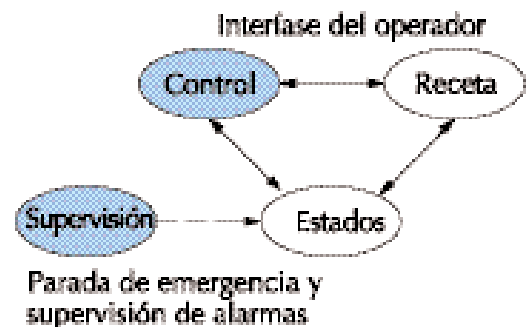 Interfase del operador
Control
Receta
Supervisión
Estados
Parada de emergencia y
supervisión de alarmas